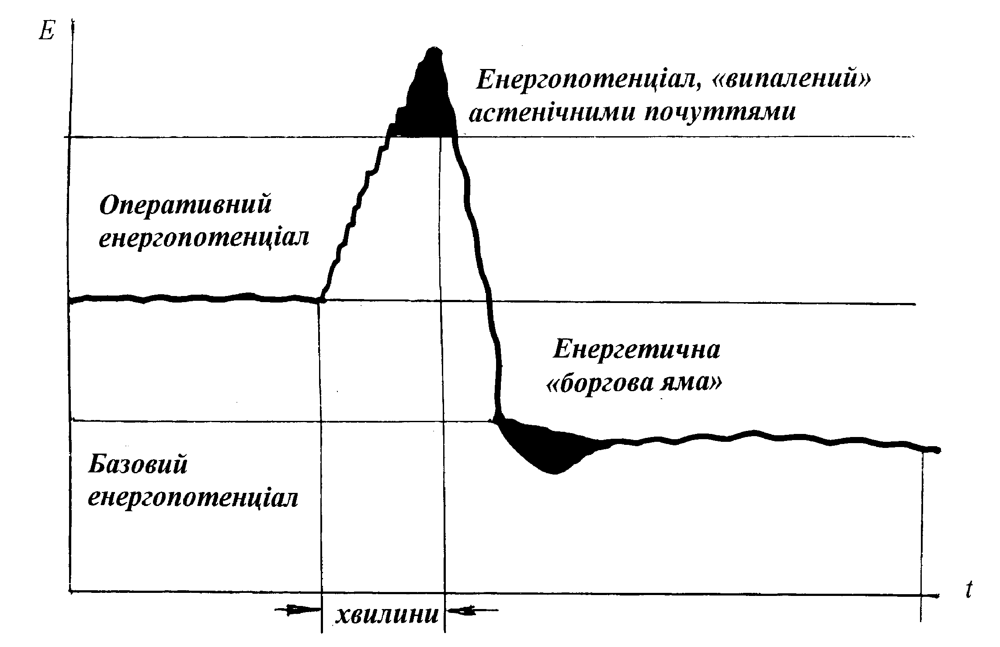 E
Енергопотенціал, «випалений»
астенічними почуттями
Оперативний
енергопотенціал
Енергетична
«боргова яма»
Базовий
енергопотенціал
t
хвилини